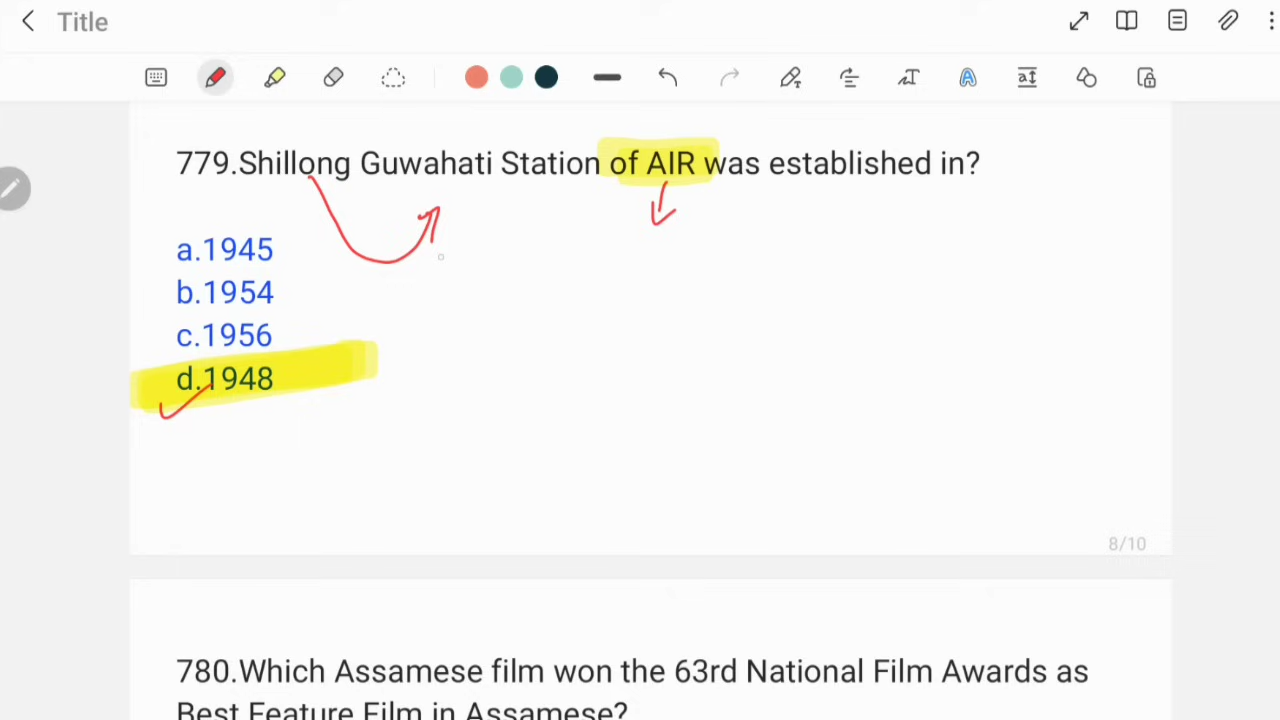 Title
779.Shillong Guwahati Station of AIR was established in?
a.1945
b.1954
c.1956
d.1948
8/10
780.Which Assamese film won the 63rd National Film Awards as
Best Feature Film in Assamese?